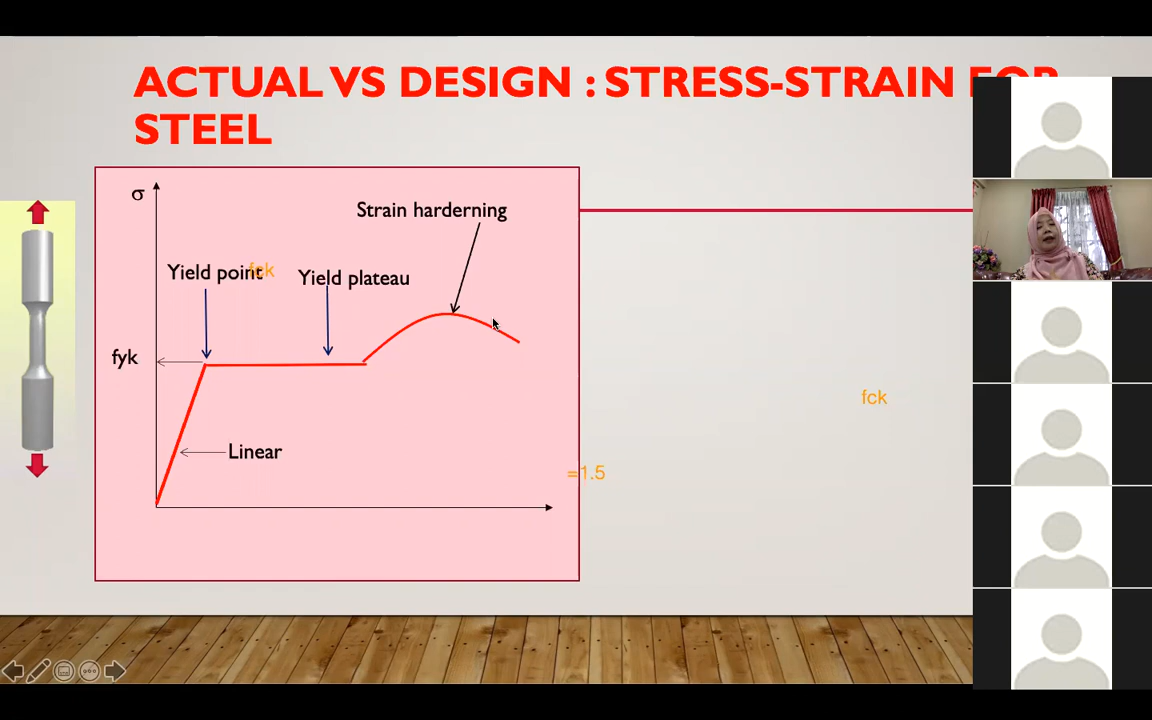 ACTUAL VS DESIGN : STRESS-STRAIN FOR
STEEL
σ
Strain harderning
Yield point
fck
Yield plateau
fyk
fck
Linear
=1.5